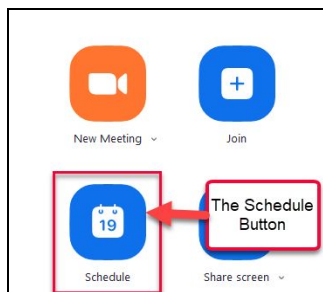 New Meeting
Join
19
The Schedule
Button
Schedule
Share screen